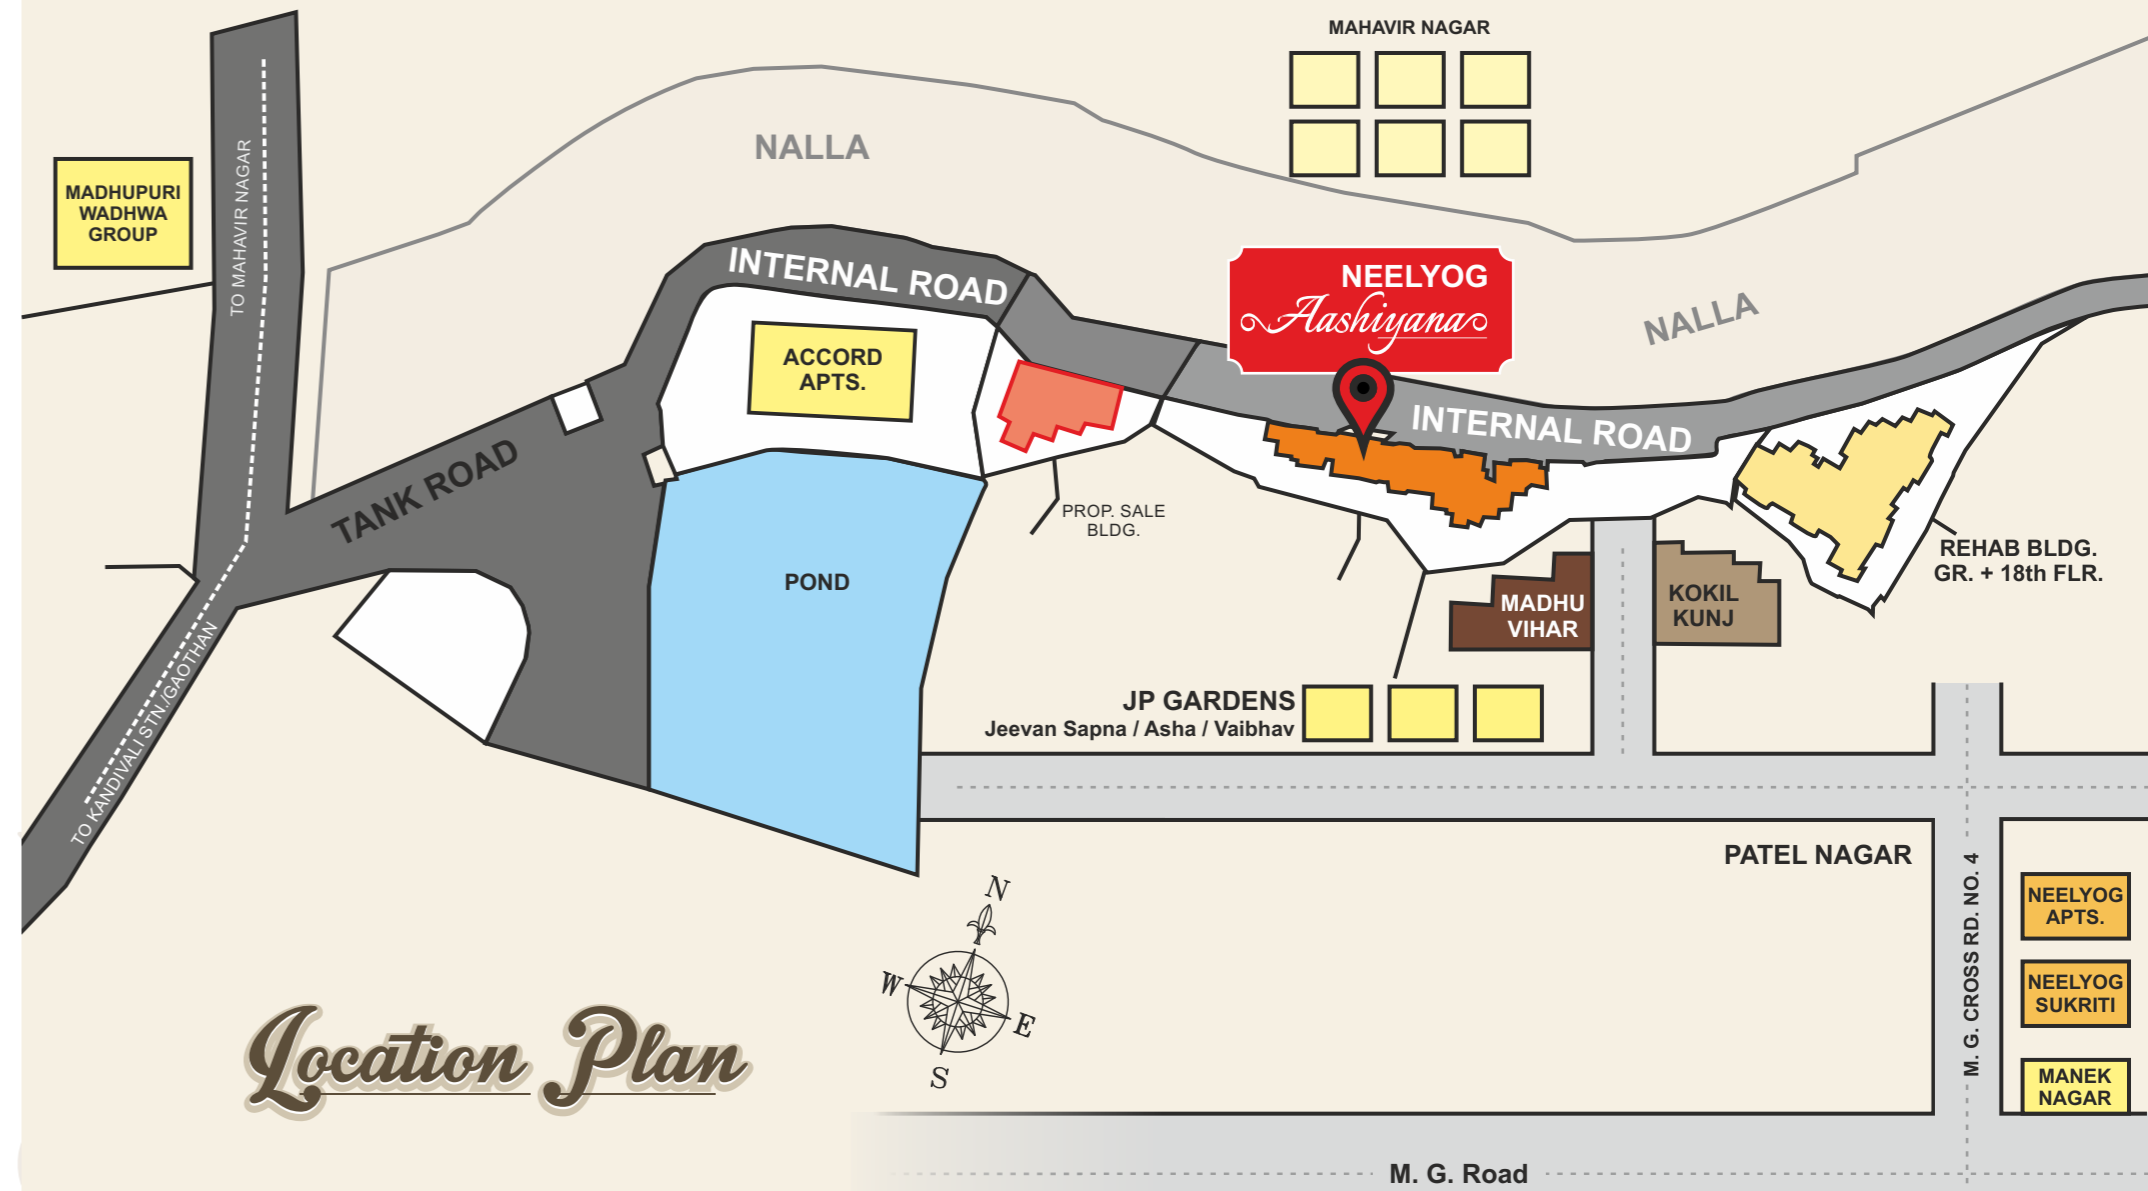 MAHAVIR NAGAR
NALLA
MADHUPURI
WADHWA
GROUP
TO MAHAVIR NAGAR
INTERNAL ROAD
NEELYOG
Aashiyana
NALLA
ACCORD
APTS.
INTERNAL ROAD
TANK ROAD
PROP. SALE
BLDG.
REHAB BLDG.
GR. + 18th FLR.
POND
MADHU
VIHAR
KOKIL
KUNJ
TO KANDIVALI STN./GAOTHAN
JP GARDENS
Jeevan Sapna / Asha / Vaibhav
PATEL NAGAR
M. G. CROSS RD. NO. 4
NEELYOG
APTS.
NEELYOG
SUKRITI
MANEK
NAGAR
N
W
E
S
Location Plan
M. G. Road